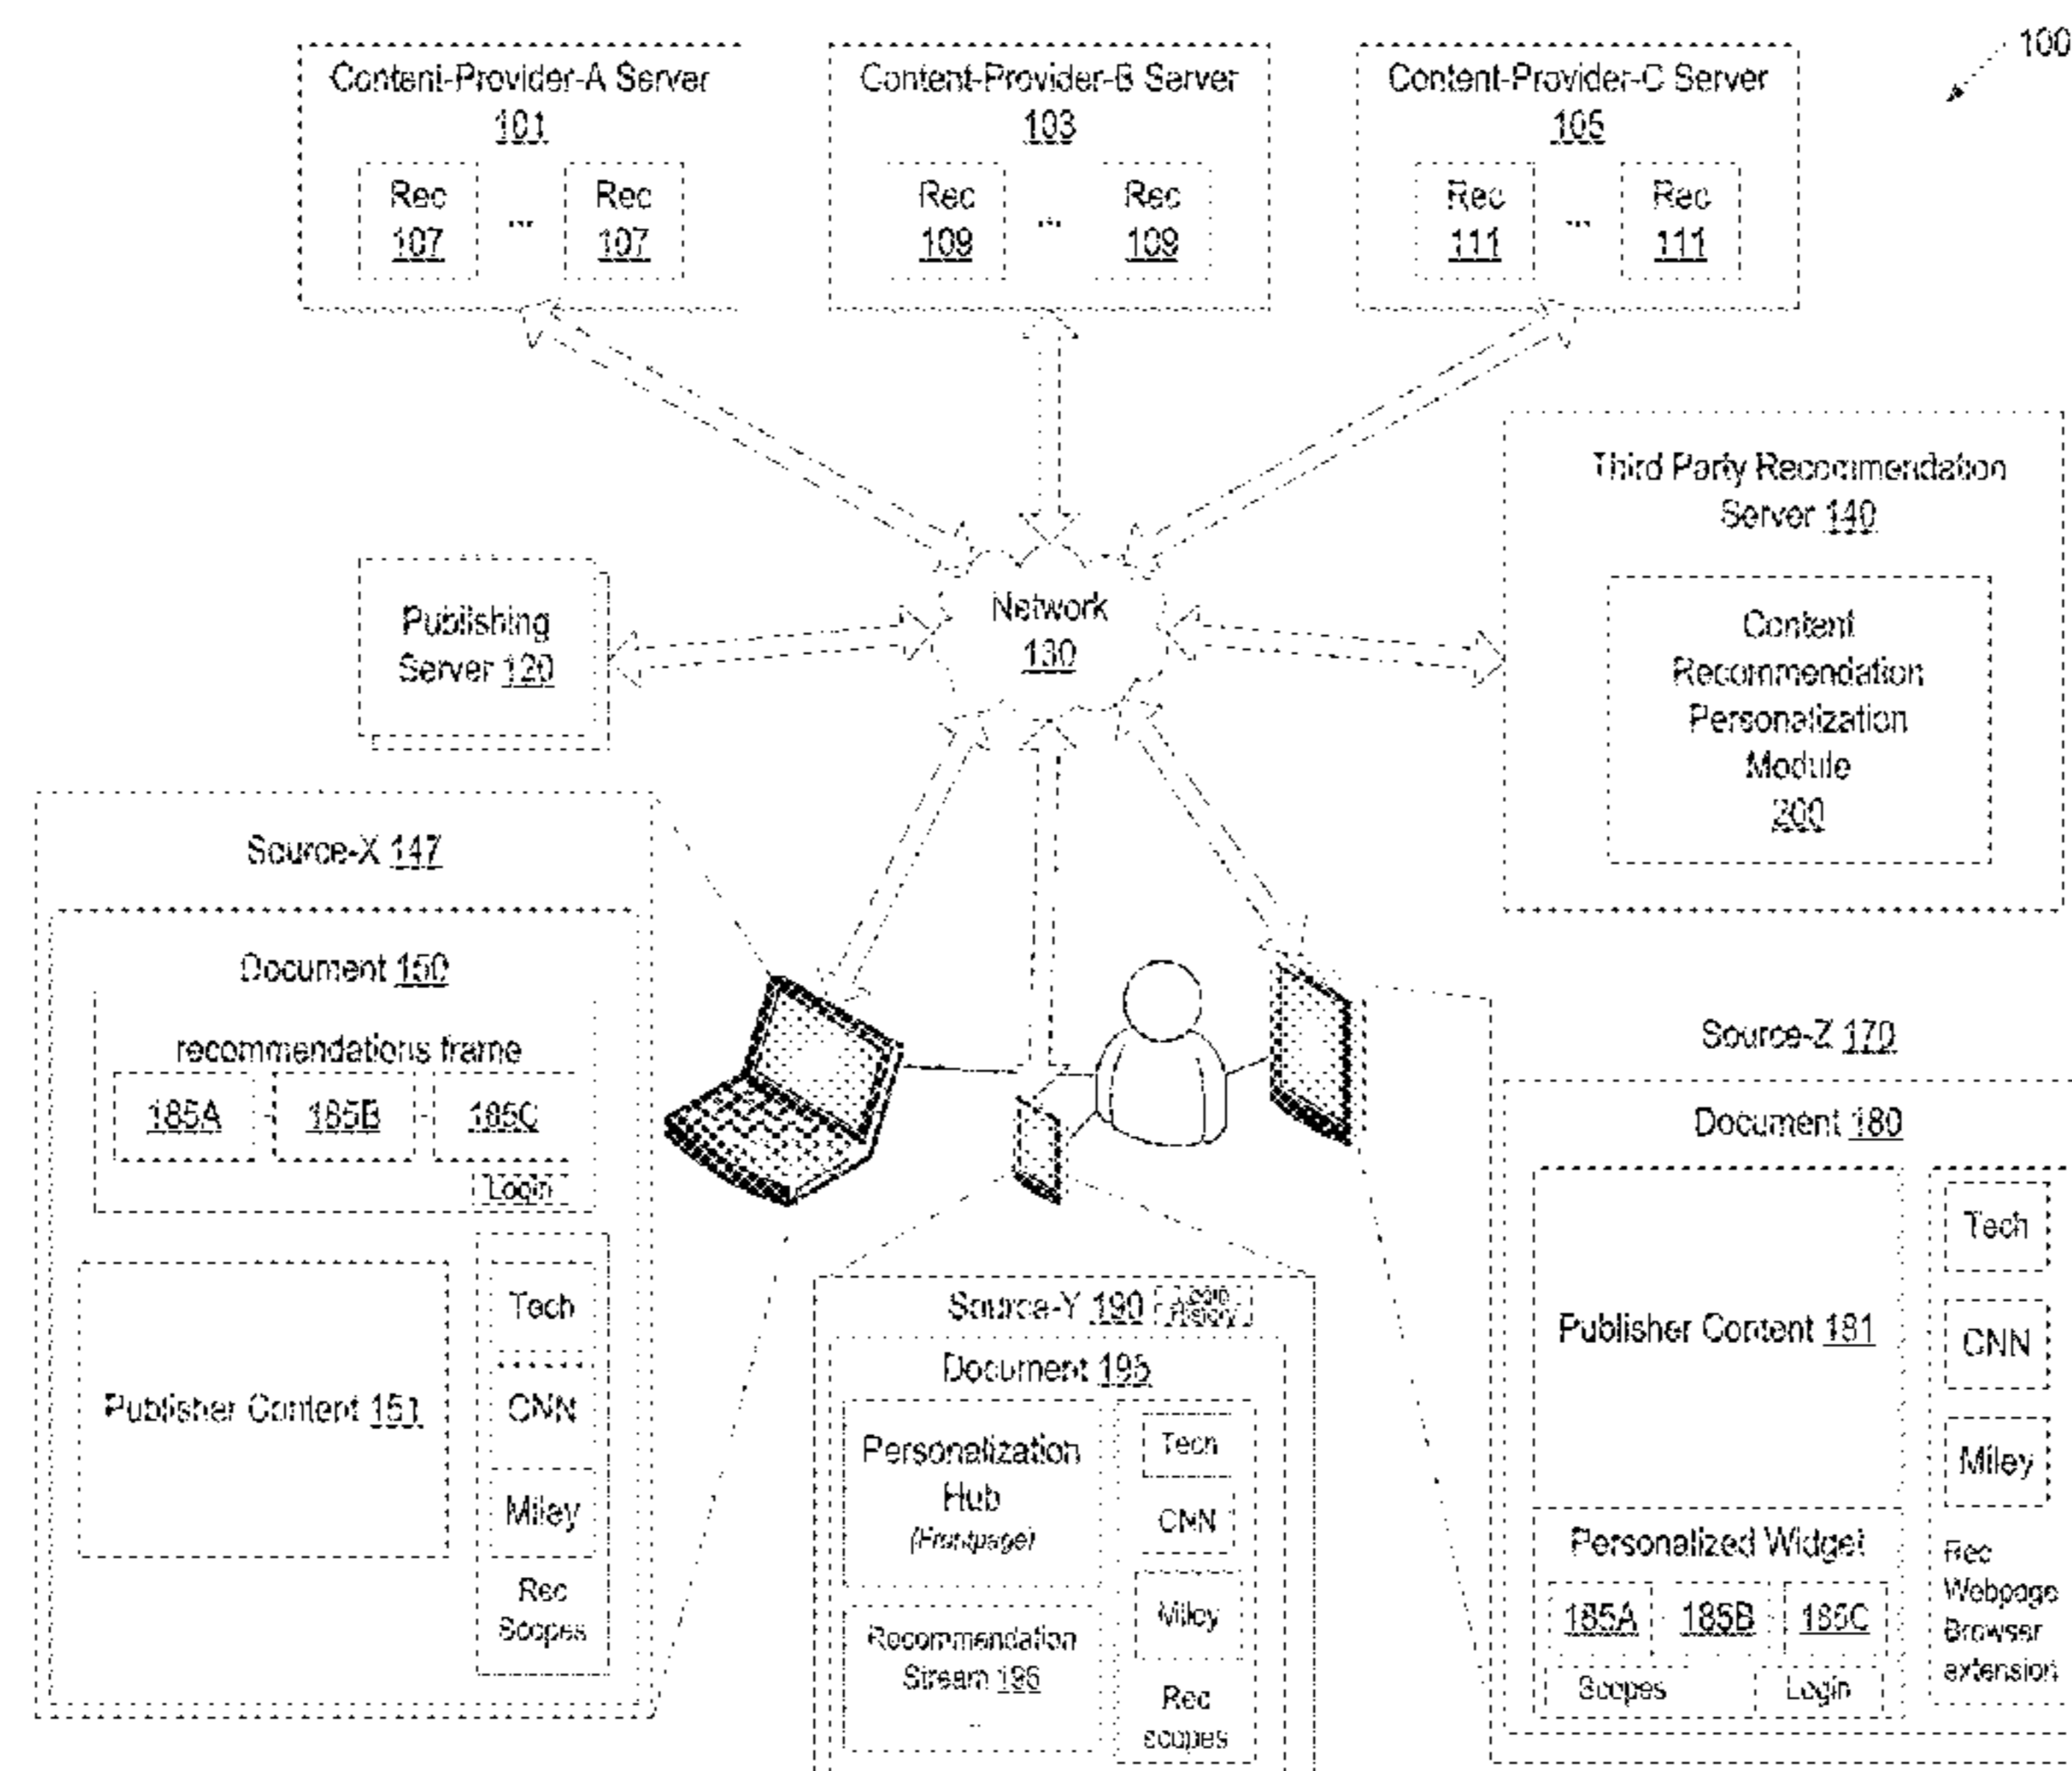 100
Content-Provider-A Server
101
Rec
107
...
Rec
107
Content-Provider-B Server
103
Rec
109
...
Rec
109
Content-Provider-C Server
105
Rec
111
...
Rec
111
Third Party Recommendation
Server 140
Content
Recommendation
Personalization
Module
200
Network
130
Publishing
Server 120
Source-X 147
Document 150
recommendations frame
185A
185B
185C
Login
Publisher Content 151
Tech
CNN
Miley
Rec
Scopes
Source-Y 190
Document 195
Personalization
Hub
(Frontpage)
Recommendation
Stream 196
...
Tech
CNN
Miley
Rec
scopes
Source-Z 170
Document 180
Publisher Content 181
Personalized Widget
185A
185B
185C
Scopes
Login
Tech
CNN
Miley
Rec
Webpage
Browser
extension